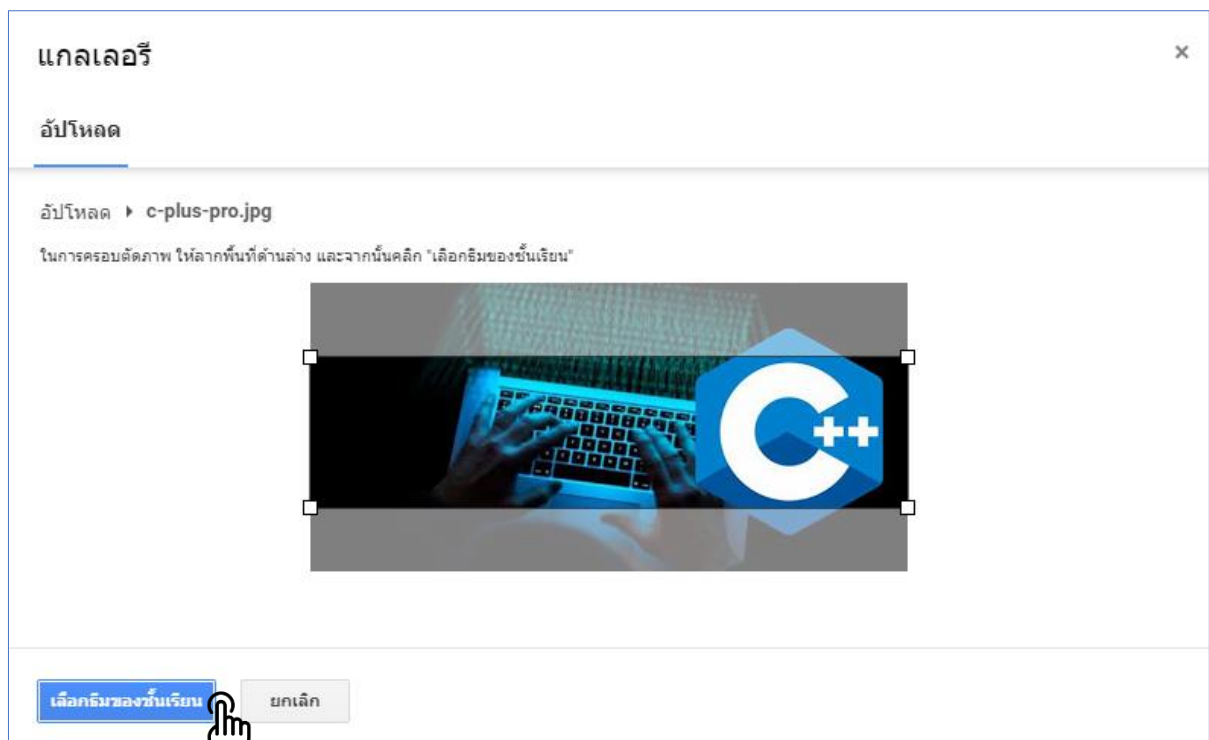 แกลเลอรี
×
อัปโหลด
อัปโหลด ▸ c-plus-pro.jpg
ในการครอบตัดภาพ ให้ลากพื้นที่ด้านล่าง และจากนั้นคลิก "เลือกธีมของชั้นเรียน"
C++
เลือกธีมของชั้นเรียน
ยกเลิก